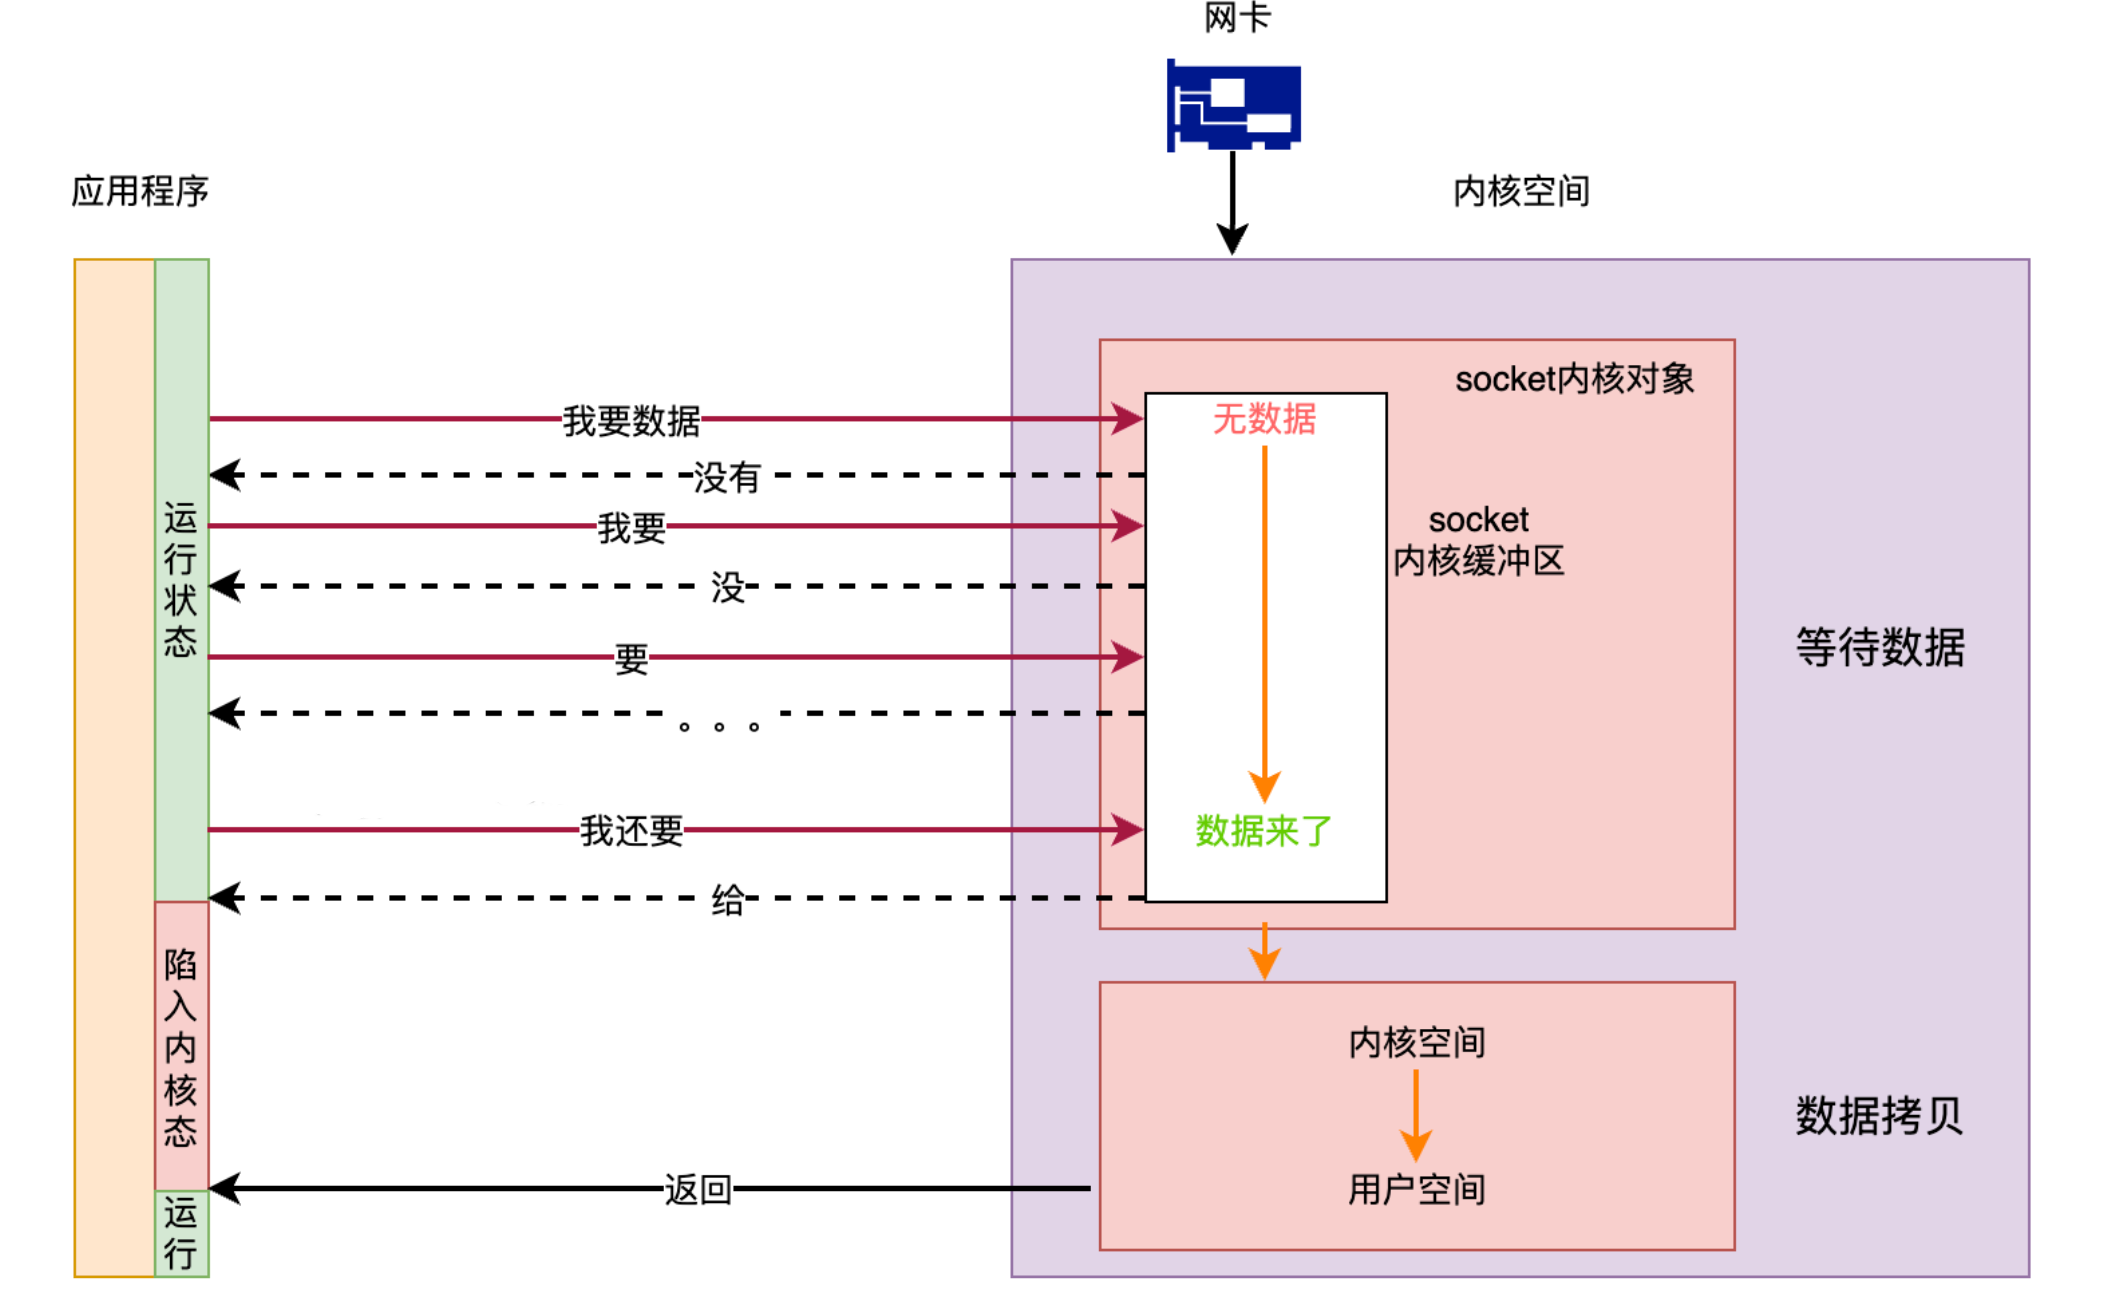 网卡
应用程序
内核空间
socket内核对象
我要数据
无数据
没有
我要
socket
内核缓冲区
没
要
。。。
运行状态
等待数据
我还要
数据来了
给
陷入内核态
内核空间
数据拷贝
返回
用户空间
运行